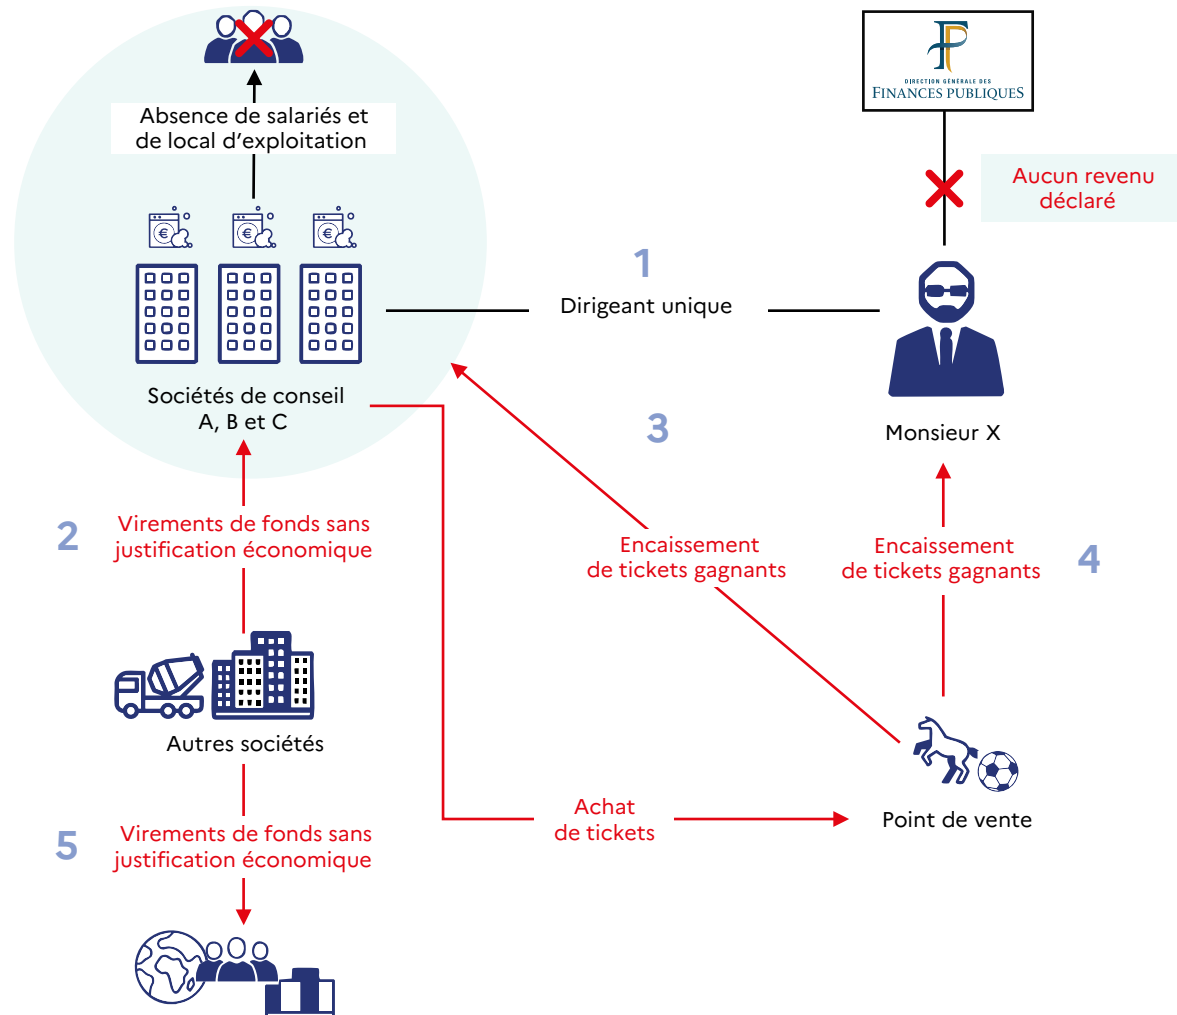 DIRECTION GÉNÉRALE DES
FINANCES PUBLIQUES
Absence de salariés et
de local d'exploitation
Aucun revenu
déclaré
€
€
€
1
Dirigeant unique
Sociétés de conseil
A, B et C
3
Monsieur X
2
Virements de fonds sans
justification économique
Encaissement
de tickets gagnants
Encaissement
de tickets gagnants
4
Autres sociétés
Achat
de tickets
Point de vente
5
Virements de fonds sans
justification économique